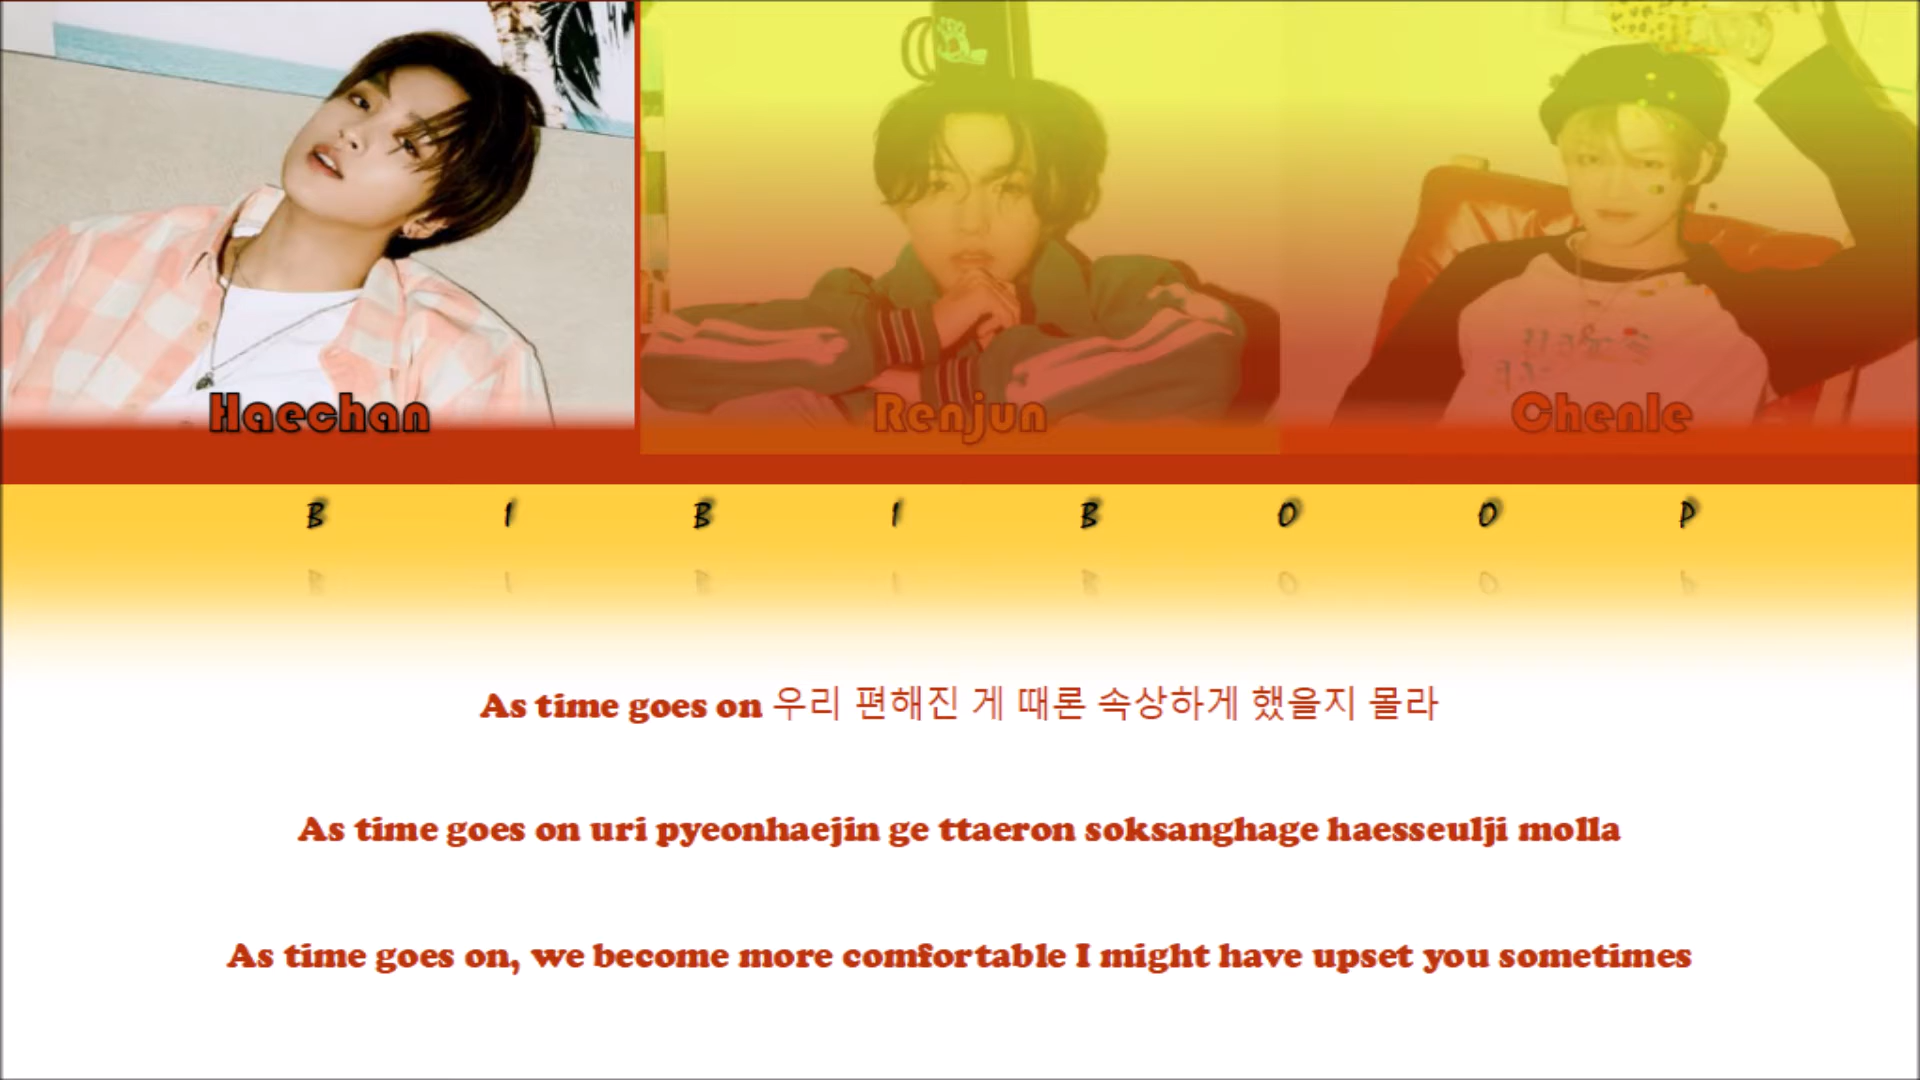 Haechan Renjun Chenle
B I B I B O O P
As time goes on 우리 편해진 게 때론 속상하게 했을지 몰라
As time goes on uri pyeonhaejin ge ttaeron soksanghage haesseulji molla
As time goes on, we become more comfortable I might have upset you sometimes